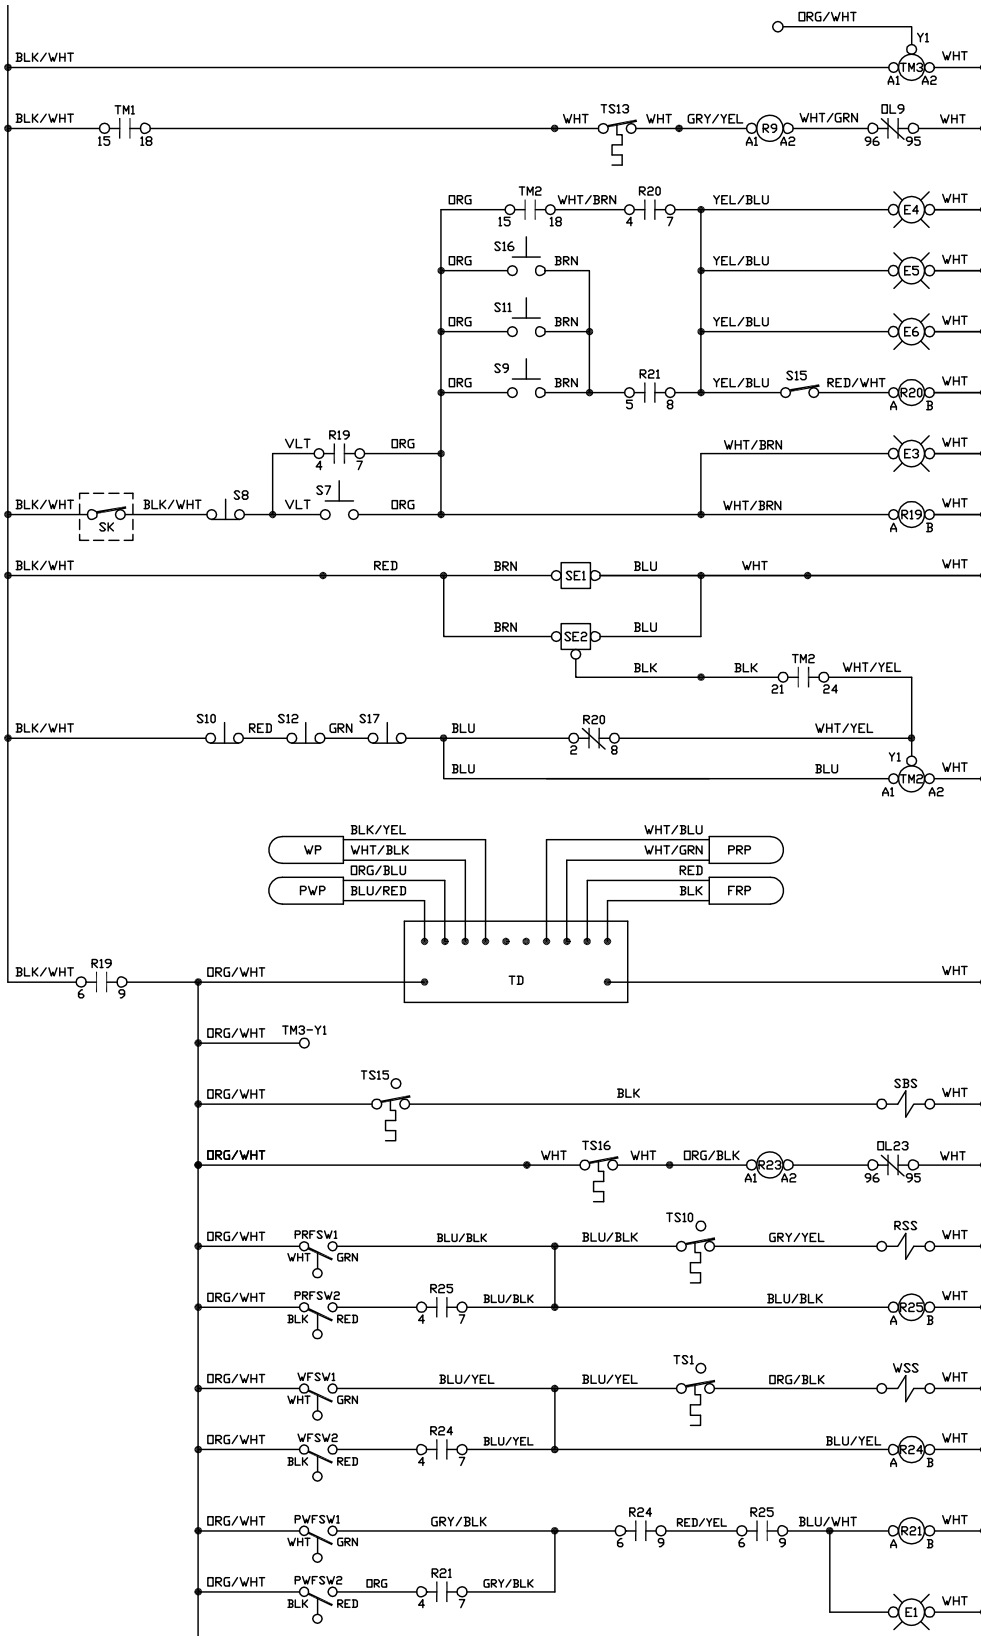 ORG/WHT
Y1
BLK/WHT TM3 WHT
A1 A2
BLK/WHT TM1 WHT TS13 WHT GRY/YEL R9 WHT/GRN OL9 WHT
15 18 A1 A2 96 95
ORG TM2 WHT/BRN R20 YEL/BLU E4 WHT
15 18 4 7
S16
ORG BRN YEL/BLU E5 WHT
S11
ORG BRN YEL/BLU E6 WHT
S9 R21 S15
ORG BRN YEL/BLU RED/WHT R20 WHT
5 8 A B
VLT R19 ORG WHT/BRN E3 WHT
4 7
BLK/WHT BLK/WHT S8 VLT S7 ORG WHT/BRN R19 WHT
SK A B
BLK/WHT RED BRN SE1 BLU WHT WHT
BRN SE2 BLU
BLK BLK TM2 WHT/YEL
21 24
BLK/WHT S10 RED S12 GRN S17 BLU R20 WHT/YEL
2 8
Y1
BLU BLU TM2 WHT
A1 A2
BLK/YEL WHT/BLU
WP WHT/BLK WHT/GRN PRP
ORG/BLU RED
PWP BLU/RED BLK FRP
BLK/WHT R19 ORG/WHT TD WHT
6 9
ORG/WHT TM3-Y1
TS15
ORG/WHT BLK SBS WHT
ORG/WHT WHT TS16 WHT ORG/BLK R23 OL23 WHT
A1 A2 96 95
TS10
ORG/WHT PRFSW1 BLU/BLK BLU/BLK GRY/YEL RSS WHT
WHT GRN
ORG/WHT PRFSW2 R25 BLU/BLK BLU/BLK R25 WHT
BLK RED 4 7 A B
TS1
ORG/WHT WFSW1 BLU/YEL BLU/YEL ORG/BLK WSS WHT
WHT GRN
ORG/WHT WFSW2 R24 BLU/YEL BLU/YEL R24 WHT
BLK RED 4 7 A B
ORG/WHT PWFSW1 GRY/BLK R24 RED/YEL R25 BLU/WHT R21 WHT
WHT GRN 6 9 6 9 A B
ORG/WHT PWFSW2 ORG R21 GRY/BLK
BLK RED 4 7
E1 WHT